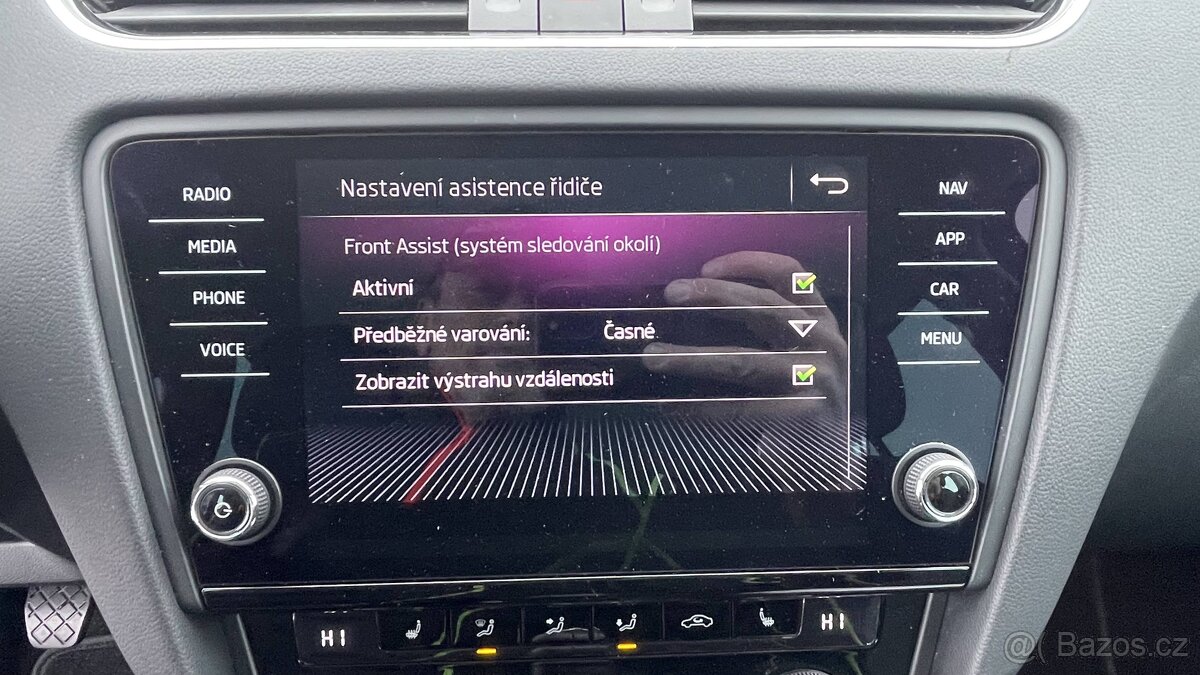 RADIO
MEDIA
PHONE
VOICE
Nastavení asistence řidiče
Front Assist (systém sledování okolí)
Aktivní
Předběžné varování: Časné
Zobrazit výstrahu vzdálenosti
NAV
APP
CAR
MENU
HI
HI
@( Bazos.cz